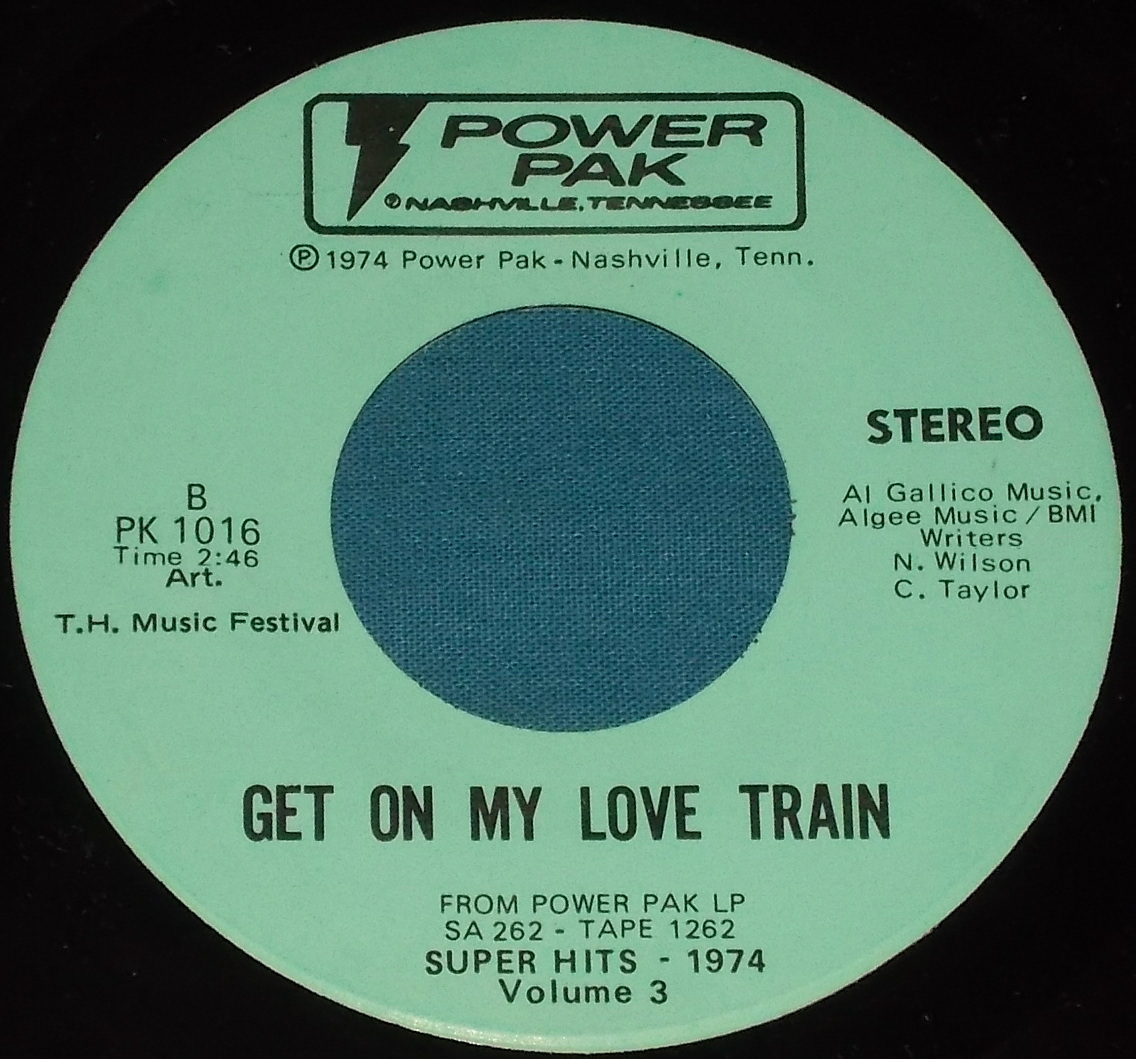 POWER
PAK
℗ NASHVILLE, TENNESSEE
℗ 1974 Power Pak - Nashville, Tenn.
STEREO
B
PK 1016
Time 2:46
Art.
T.H. Music Festival
Al Gallico Music,
Algee Music / BMI
Writers
N. Wilson
C. Taylor
GET ON MY LOVE TRAIN
FROM POWER PAK LP
SA 262 - TAPE 1262
SUPER HITS - 1974
Volume 3